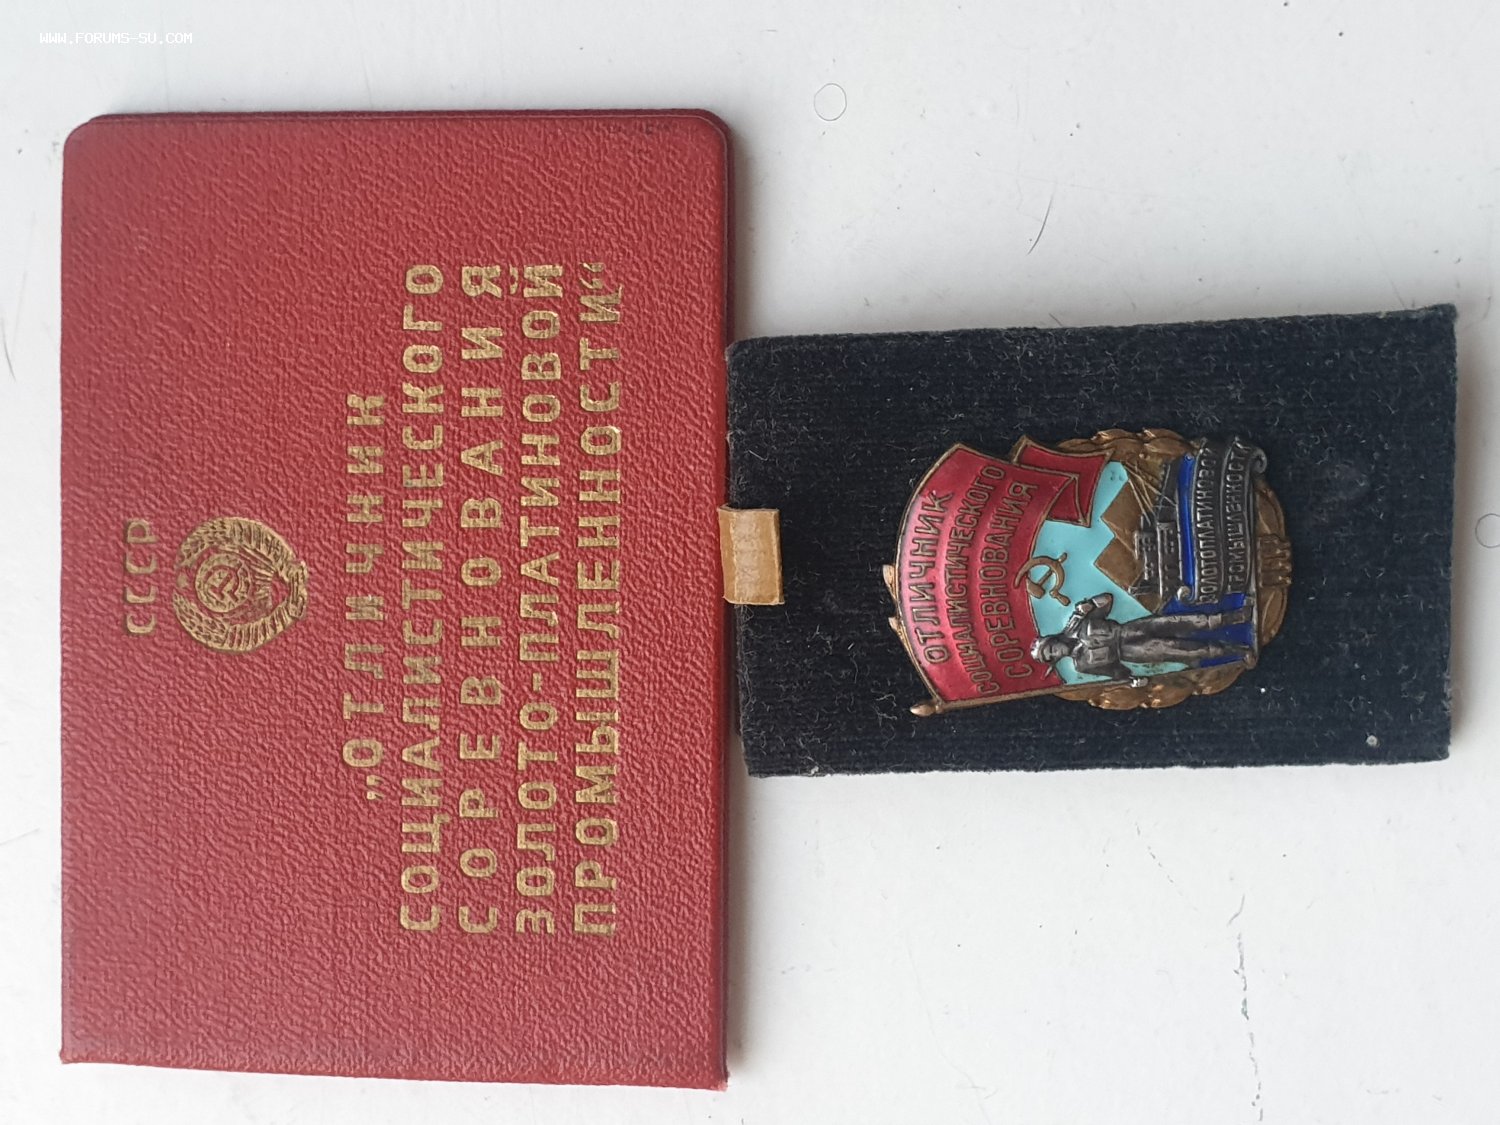 WWW.FORUMS-SU.COM
СССР
„ОТЛИЧНИК
СОЦИАЛИСТИЧЕСКОГО
СОРЕВНОВАНИЯ
ЗОЛОТО-ПЛАТИНОВОЙ
ПРОМЫШЛЕННОСТИ“
ОТЛИЧНИК
СОЦИАЛИСТИЧЕСКОГО
СОРЕВНОВАНИЯ
ЗОЛОТОПЛАТИНОВОЙ
ПРОМЫШЛЕННОСТИ